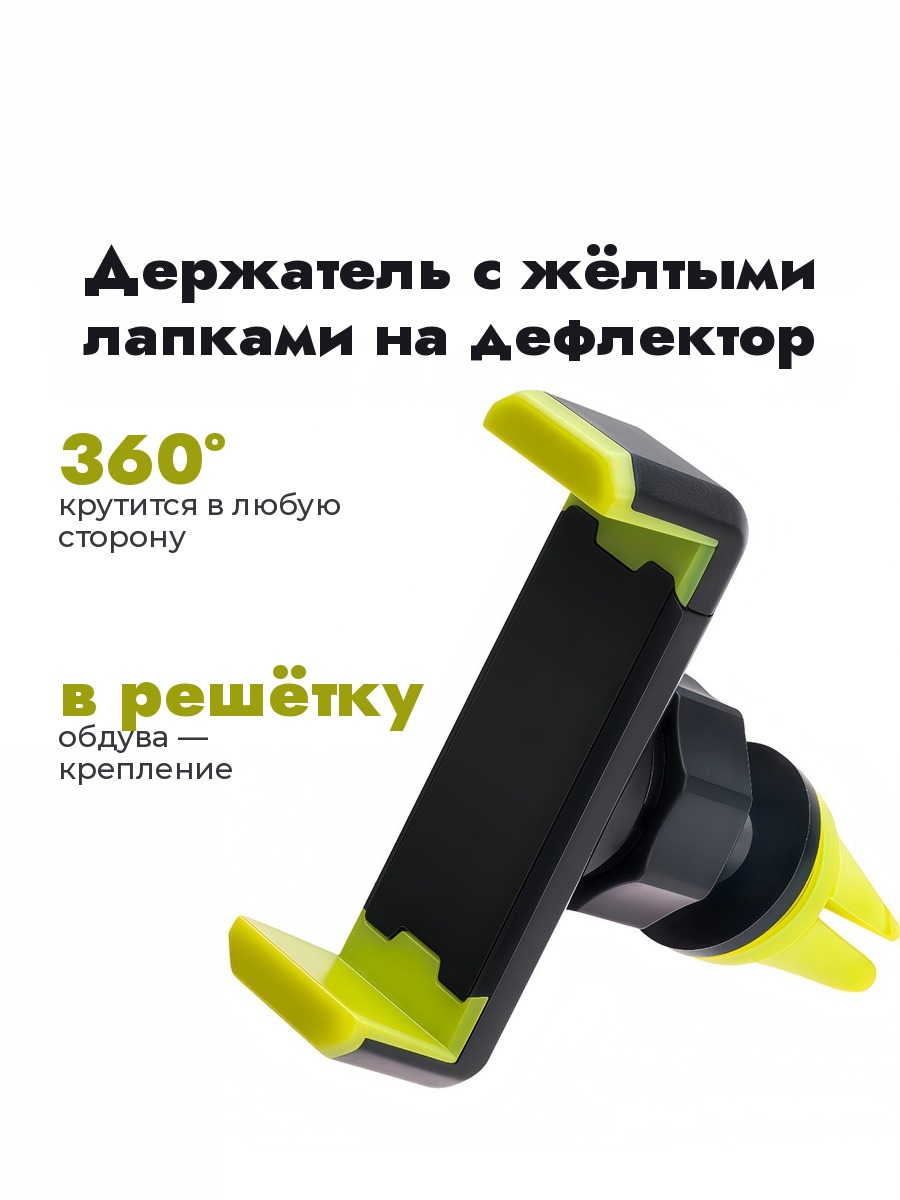 Держатель с жёлтыми
лапками на дефлектор
360°
крутится в любую
сторону
в решётку
обдува —
крепление